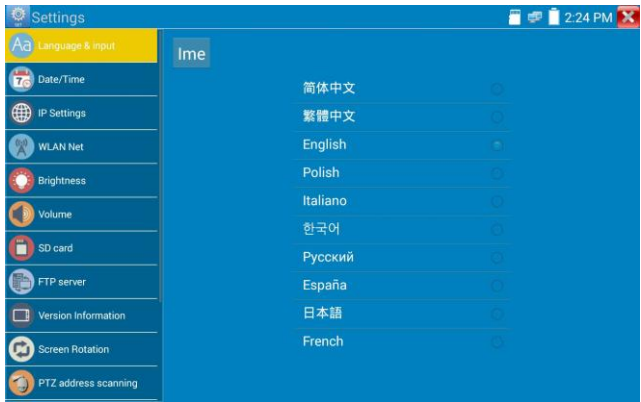 Settings
2:24 PM
Language & input
Date/Time
IP Settings
WLAN Net
Brightness
Volume
SD card
FTP server
Version Information
Screen Rotation
PTZ address scanning
Ime
简体中文
繁體中文
English
Polish
Italiano
한국어
Русский
España
日本語
French